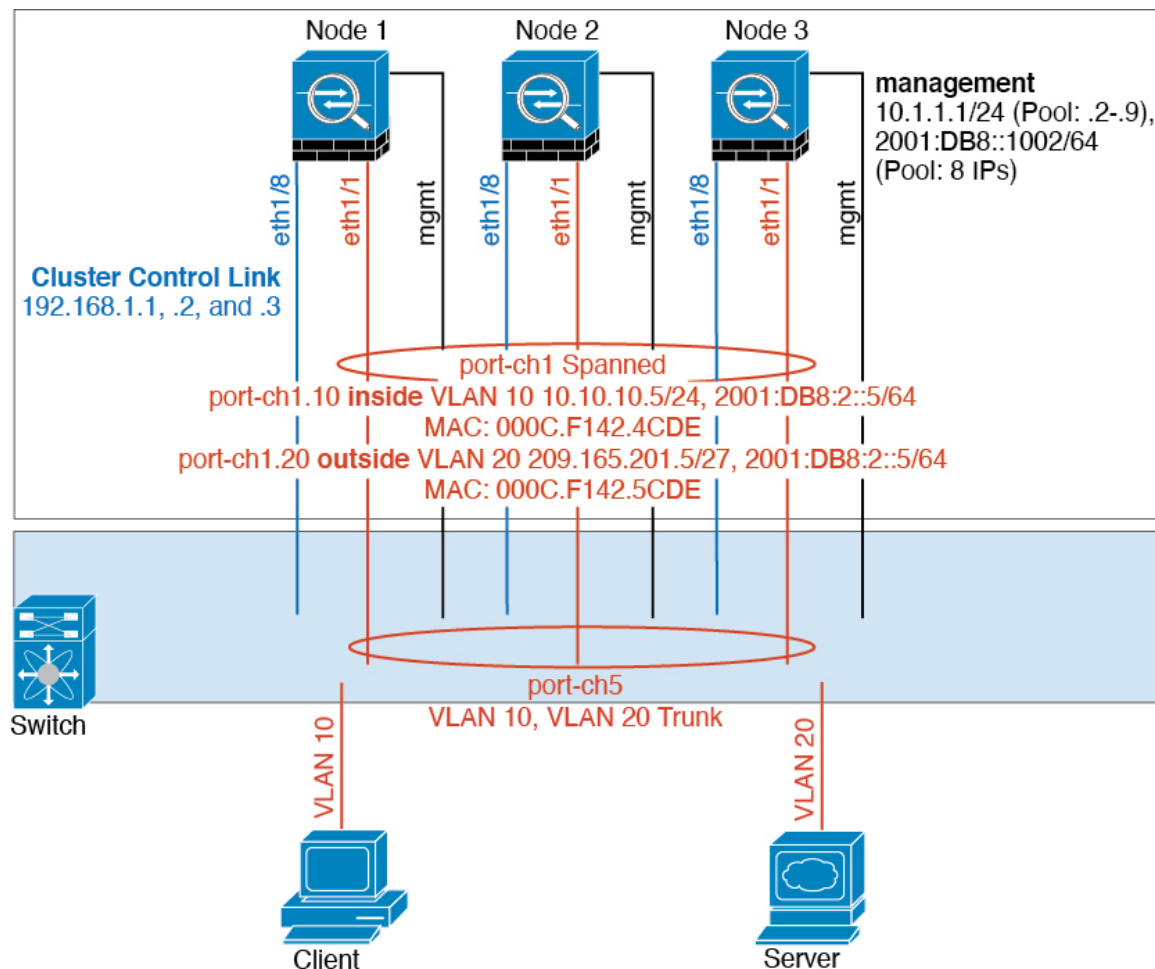 Node 1
Node 2
Node 3
management
10.1.1.1/24 (Pool: .2-.9),
2001:DB8::1002/64
(Pool: 8 IPs)
eth1/8
eth1/1
mgmt
eth1/8
eth1/1
mgmt
eth1/8
eth1/1
mgmt
Cluster Control Link
192.168.1.1, .2, and .3
port-ch1 Spanned
port-ch1.10 inside VLAN 10 10.10.10.5/24, 2001:DB8:2::5/64
MAC: 000C.F142.4CDE
port-ch1.20 outside VLAN 20 209.165.201.5/27, 2001:DB8:2::5/64
MAC: 000C.F142.5CDE
port-ch5
VLAN 10, VLAN 20 Trunk
Switch
VLAN 10
VLAN 20
Client
Server